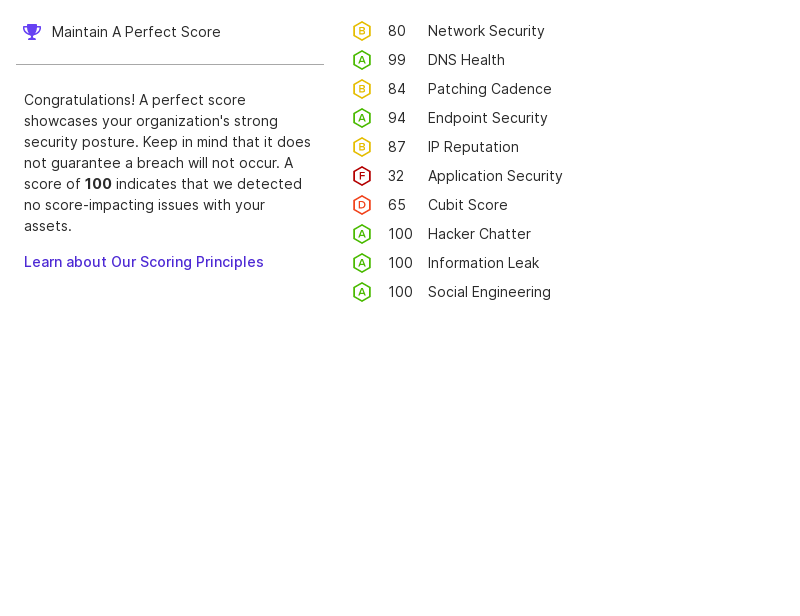 Maintain A Perfect Score
Congratulations! A perfect score
showcases your organization's strong
security posture. Keep in mind that it does
not guarantee a breach will not occur. A
score of 100 indicates that we detected
no score-impacting issues with your
assets.
Learn about Our Scoring Principles
B 80 Network Security
A 99 DNS Health
B 84 Patching Cadence
A 94 Endpoint Security
B 87 IP Reputation
F 32 Application Security
D 65 Cubit Score
A 100 Hacker Chatter
A 100 Information Leak
A 100 Social Engineering